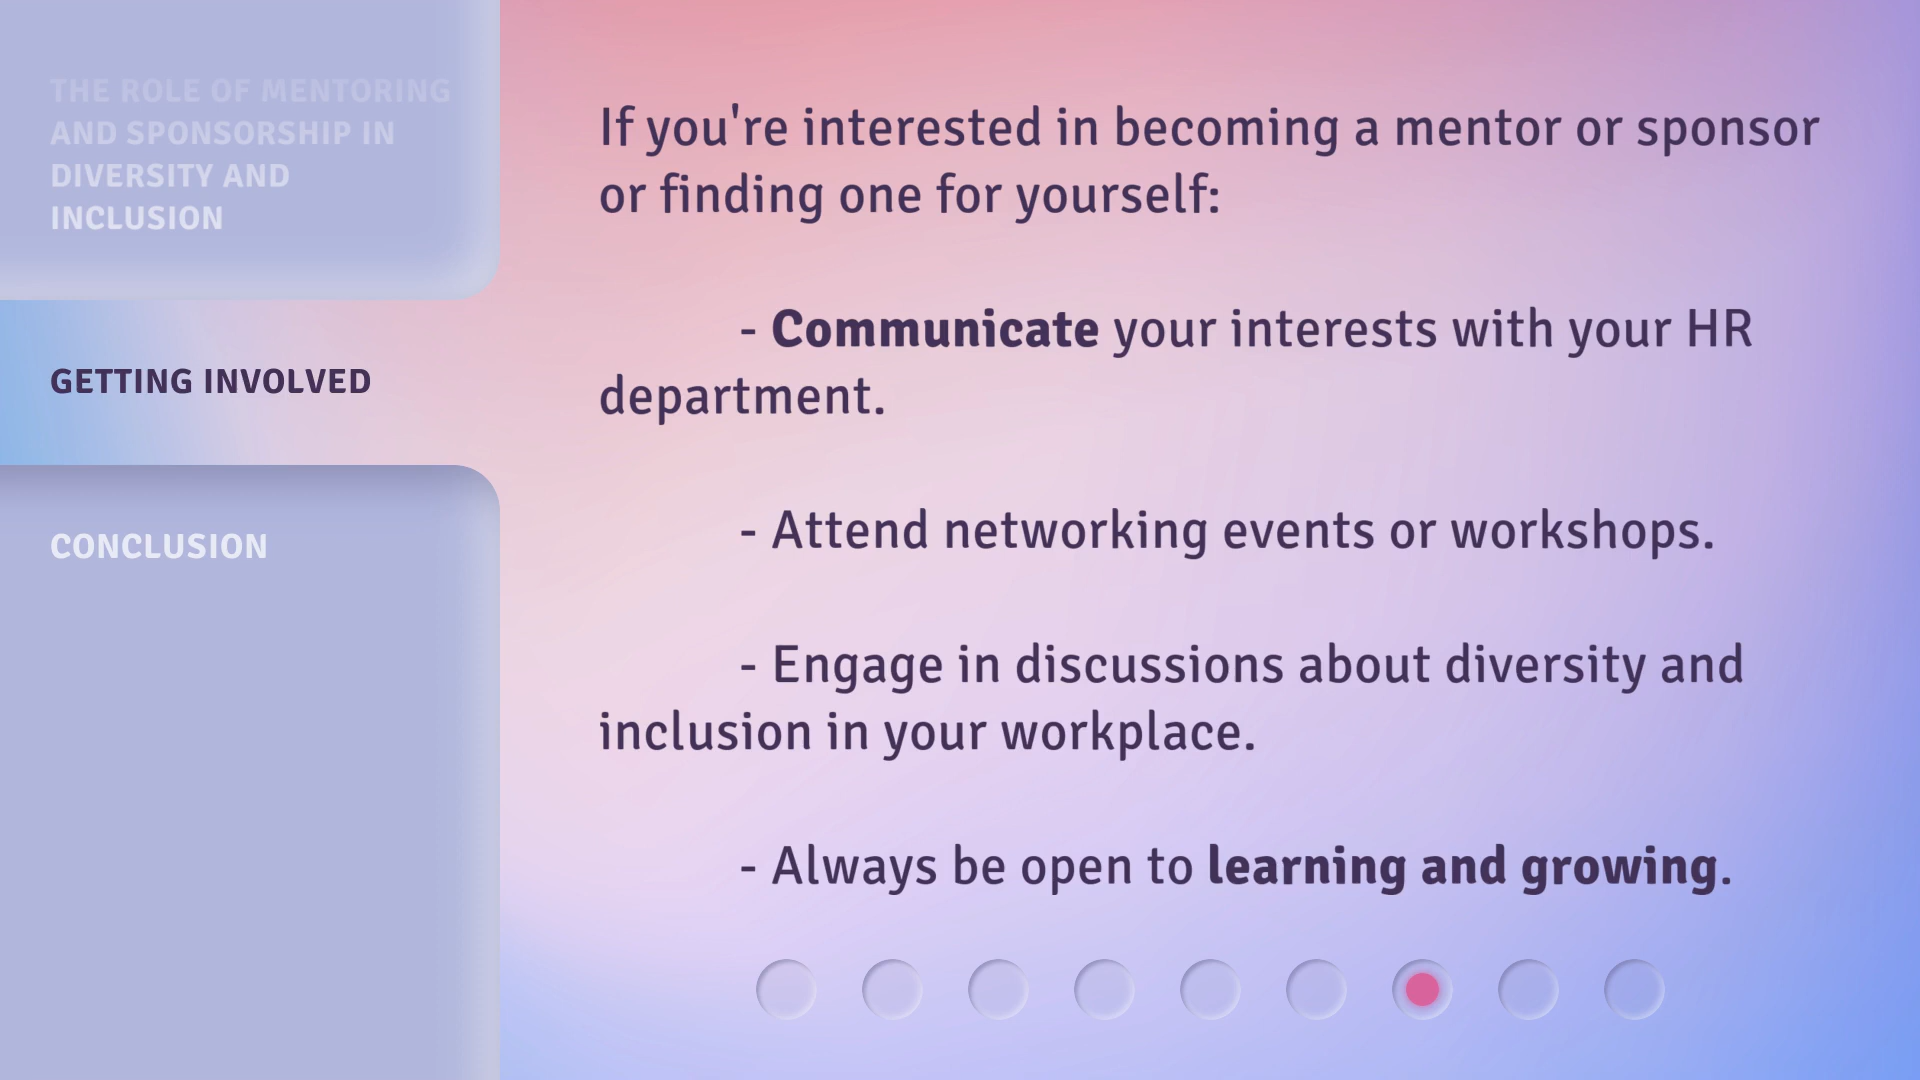 THE ROLE OF MENTORING
AND SPONSORSHIP IN
DIVERSITY AND
INCLUSION
GETTING INVOLVED
CONCLUSION
If you're interested in becoming a mentor or sponsor
or finding one for yourself:
- Communicate your interests with your HR
department.
- Attend networking events or workshops.
- Engage in discussions about diversity and
inclusion in your workplace.
- Always be open to learning and growing.